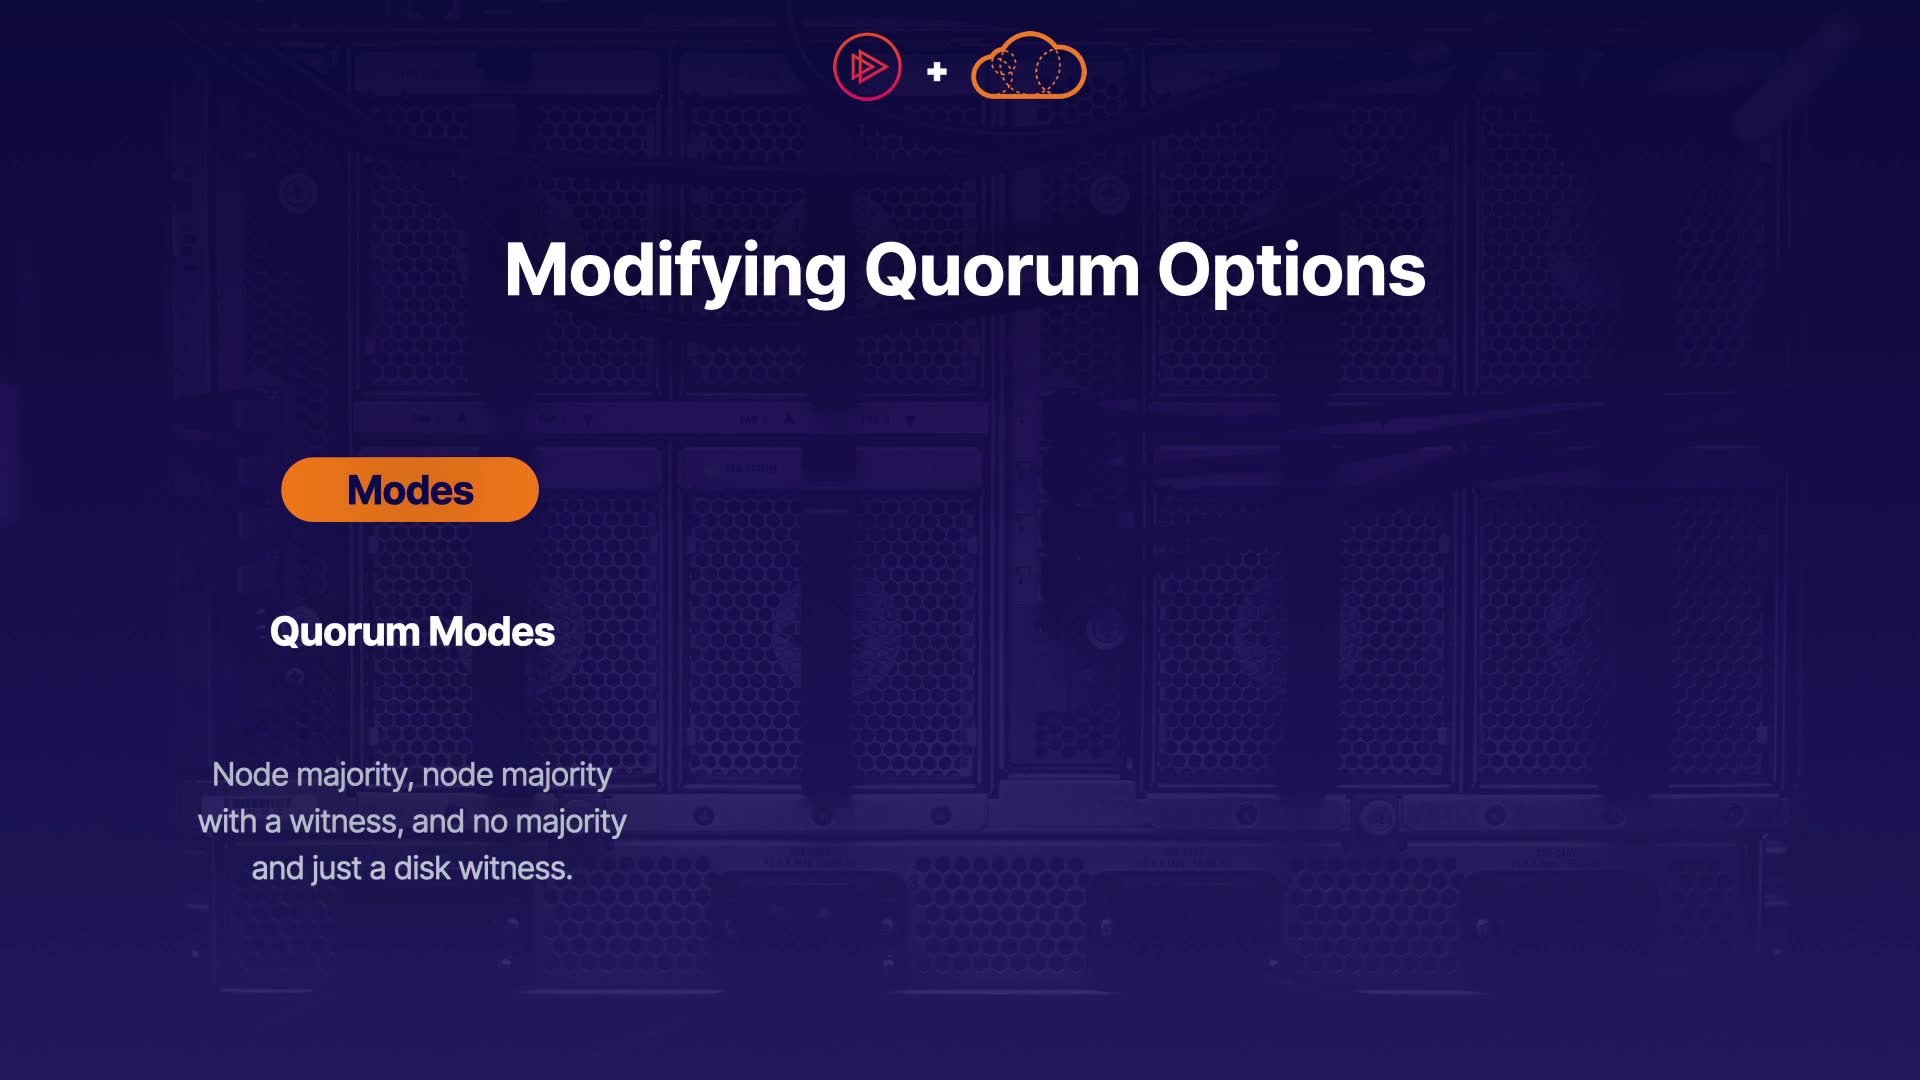 Modifying Quorum Options
Modes
Quorum Modes
Node majority, node majority
with a witness, and no majority
and just a disk witness.